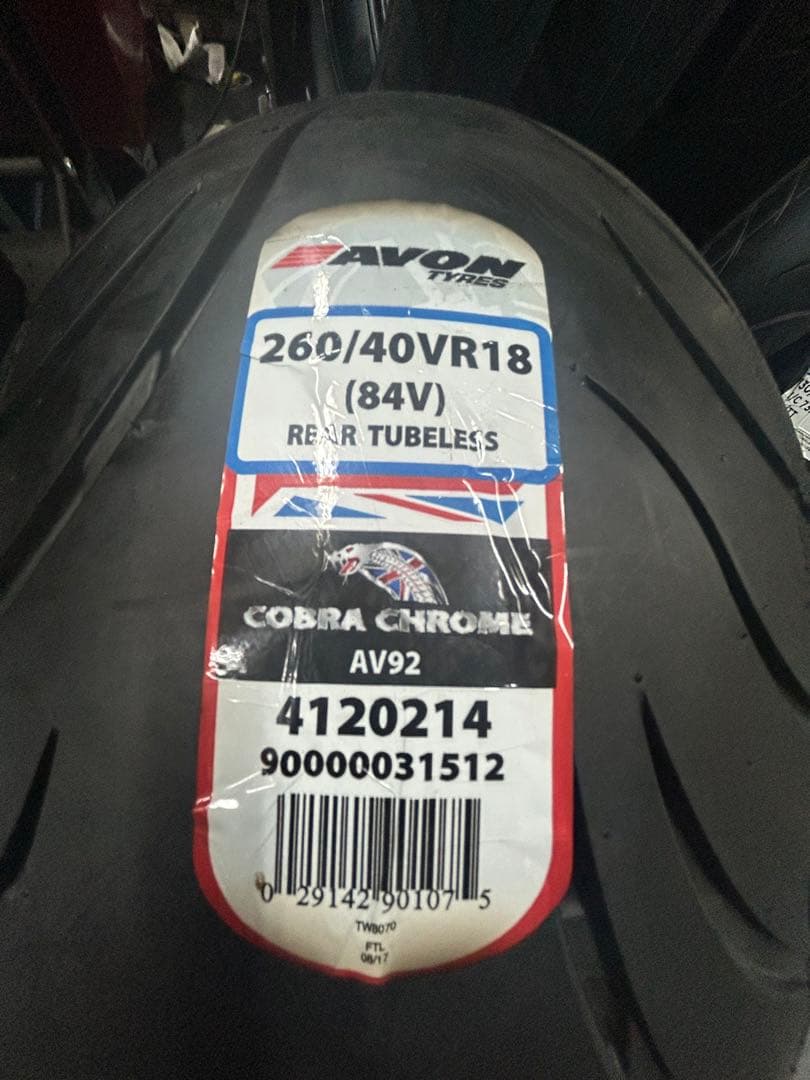 AVON
TYRES
260/40VR18
(84V)
REAR TUBELESS
COBRA CHROME
AV92
4120214
90000031512
0 29142 90107 5
TW8070
FTL
08/17